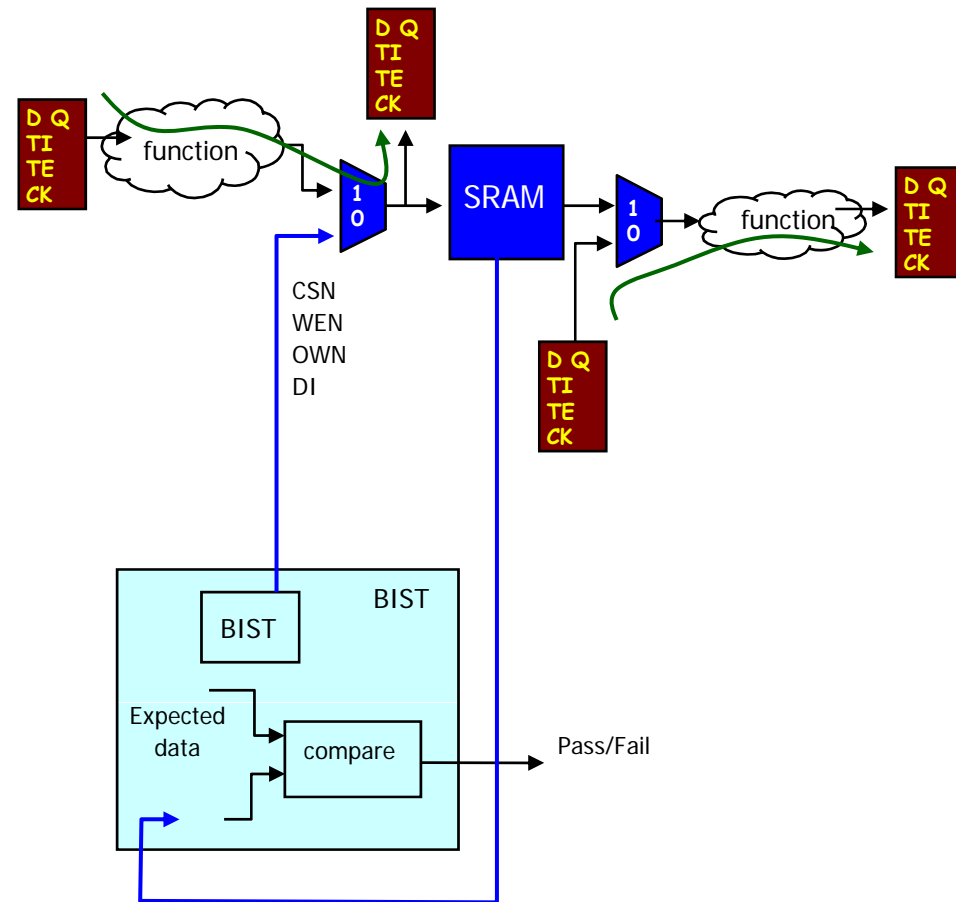 D Q
TI
TE
CK
D Q
TI
TE
CK
function
1
0
SRAM
1
0
function
D Q
TI
TE
CK
CSN
WEN
OWN
DI
D Q
TI
TE
CK
BIST
BIST
Expected
data
compare
Pass/Fail